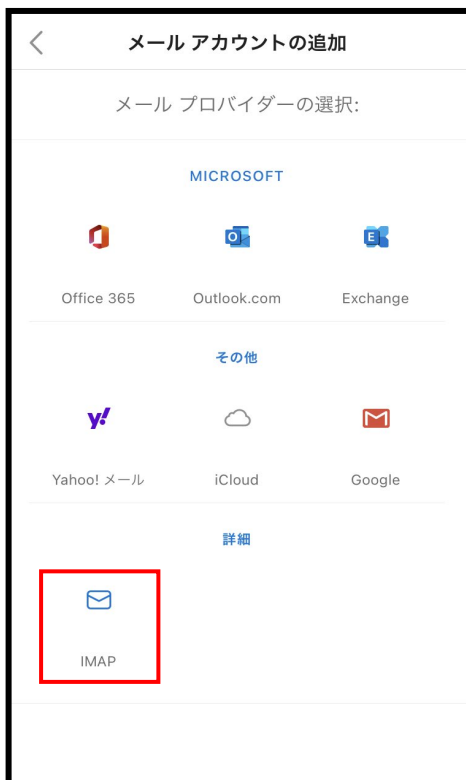 メール アカウントの追加
メール プロバイダーの選択:
MICROSOFT
Office 365
Outlook.com
Exchange
その他
Yahoo! メール
iCloud
Google
詳細
IMAP